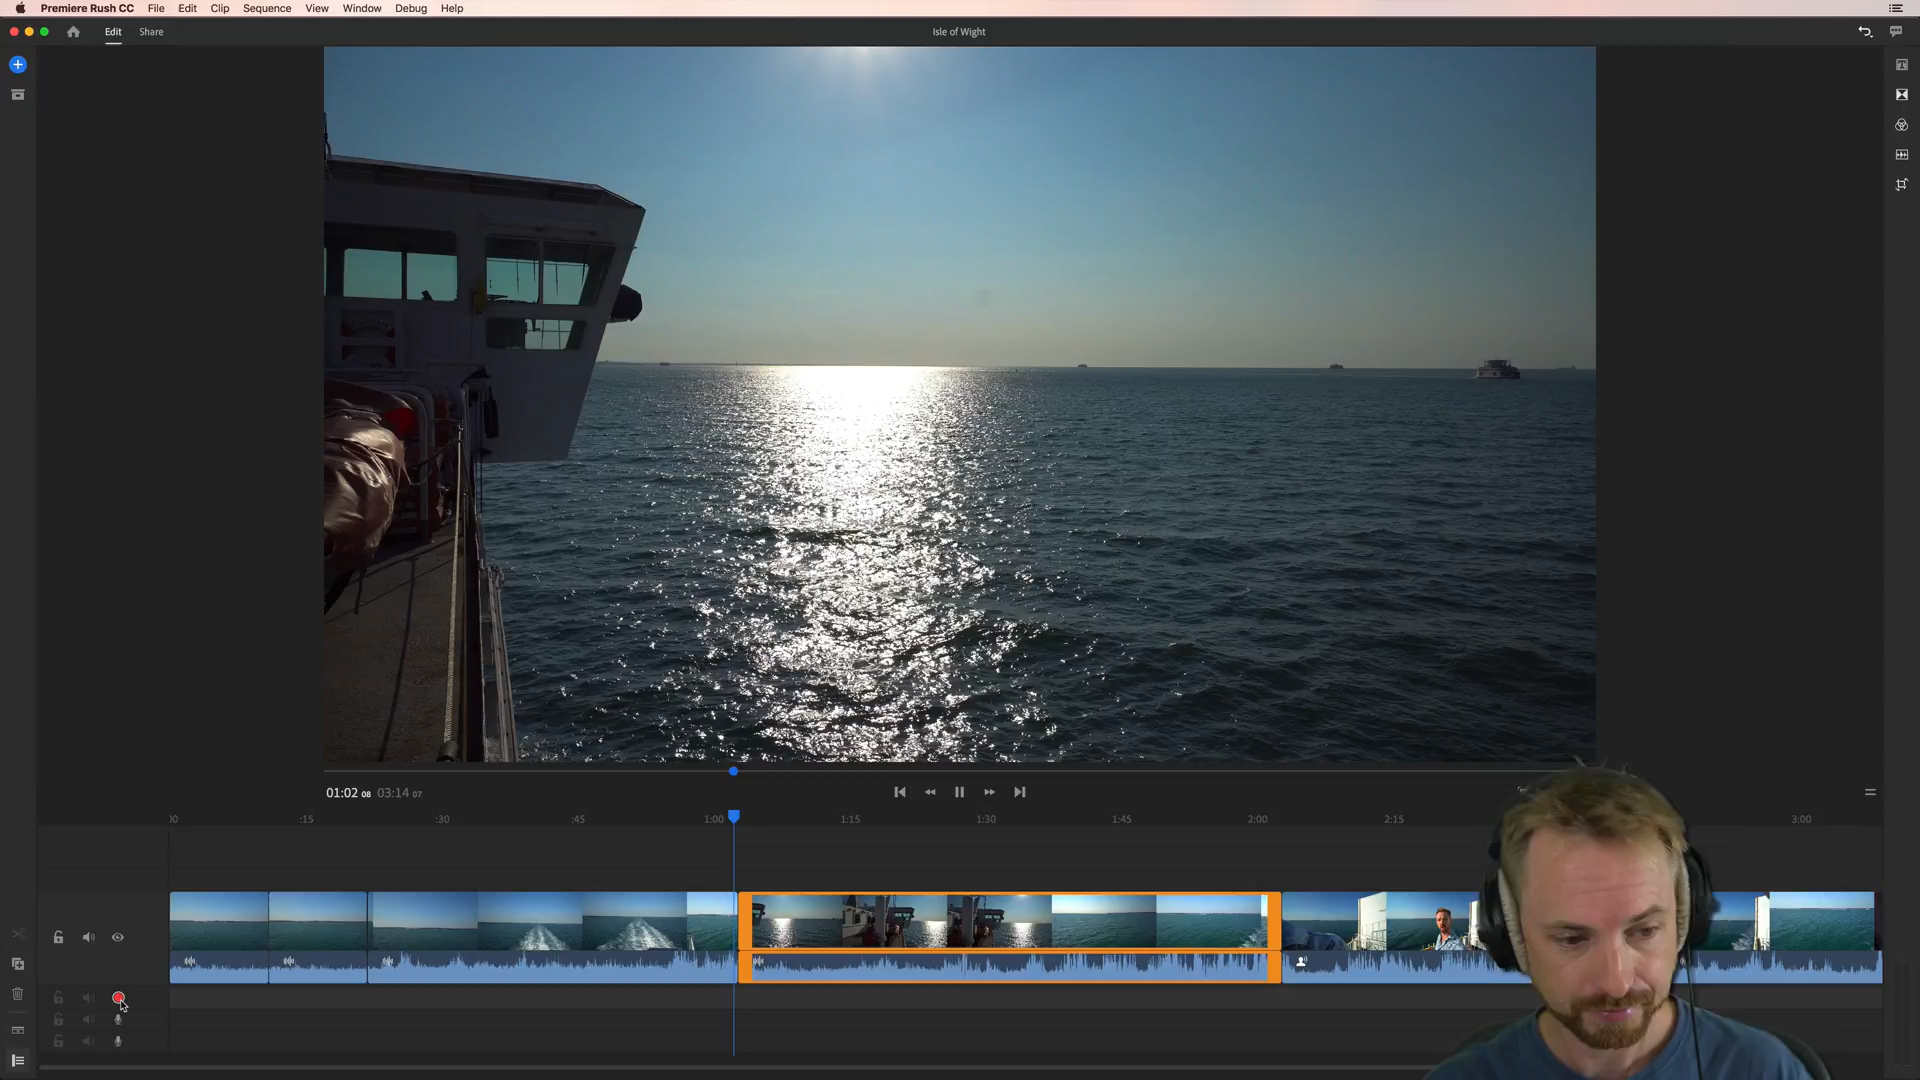 Premiere Rush CC File Edit Clip Sequence View Window Debug Help
Edit Share Isle of Wight
01:02 08 03:14 07
:00 :15 :30 :45 1:00 1:15 1:30 1:45 2:00 2:15 3:00